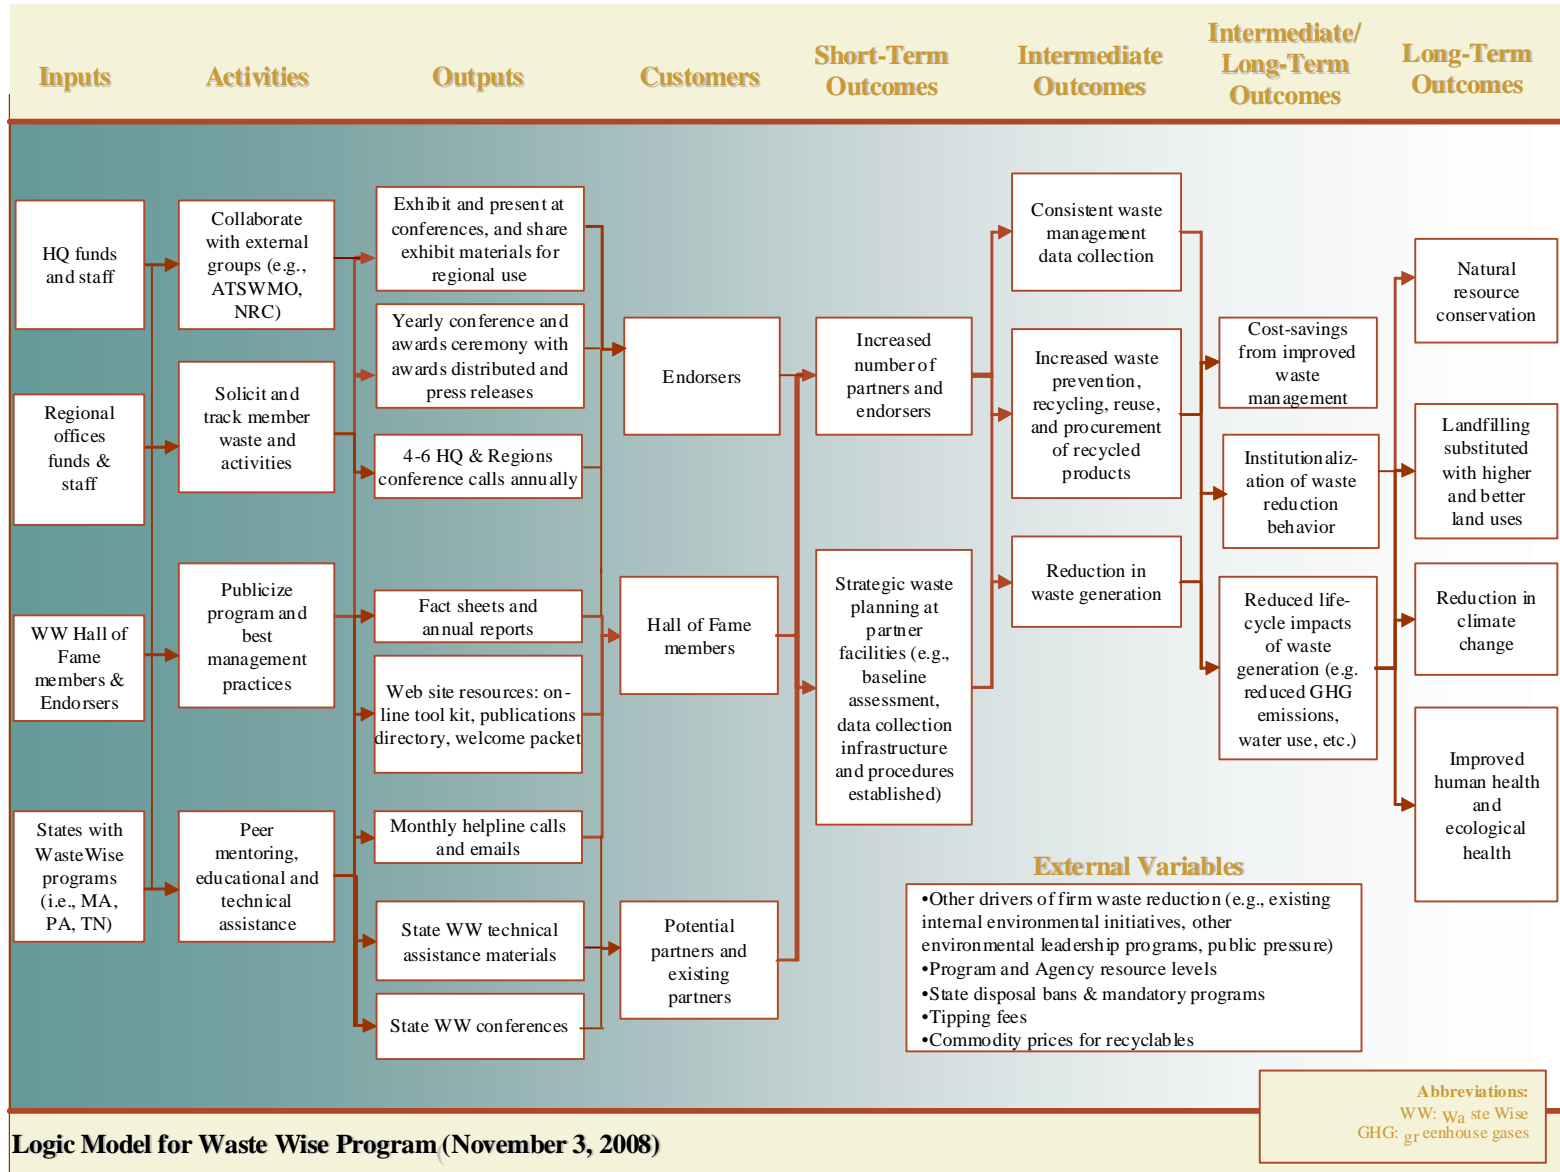 Inputs
Activities
Outputs
Customers
Short-Term
Outcomes
Intermediate
Outcomes
Intermediate/
Long-Term
Outcomes
Long-Term
Outcomes
HQ funds
and staff
Regional
offices
funds &
staff
WW Hall of
Fame
members &
Endorsers
States with
WasteWise
programs
(i.e., MA,
PA, TN)
Collaborate
with external
groups (e.g.,
ATSWMO,
NRC)
Solicit and
track member
waste and
activities
Publicize
program and
best
management
practices
Peer
mentoring,
educational and
technical
assistance
Exhibit and present at
conferences, and share
exhibit materials for
regional use
Yearly conference and
awards ceremony with
awards distributed and
press releases
4-6 HQ & Regions
conference calls annually
Fact sheets and
annual reports
Web site resources: on-
line tool kit, publications
directory, welcome packet
Monthly helpline calls
and emails
State WW technical
assistance materials
State WW conferences
Endorsers
Hall of Fame
members
Potential
partners and
existing
partners
Increased
number of
partners and
endorsers
Strategic waste
planning at
partner
facilities (e.g.,
baseline
assessment,
data collection
infrastructure
and procedures
established)
Consistent waste
management
data collection
Increased waste
prevention,
recycling, reuse,
and procurement
of recycled
products
Reduction in
waste generation
Cost-savings
from improved
waste
management
Institutionaliz-
ation of waste
reduction
behavior
Reduced life-
cycle impacts
of waste
generation (e.g.
reduced GHG
emissions,
water use, etc.)
Natural
resource
conservation
Landfilling
substituted
with higher
and better
land uses
Reduction in
climate
change
Improved
human health
and
ecological
health
External Variables
•Other drivers of firm waste reduction (e.g., existing
internal environmental initiatives, other
environmental leadership programs, public pressure)
•Program and Agency resource levels
•State disposal bans & mandatory programs
•Tipping fees
•Commodity prices for recyclables
Abbreviations:
WW: Wa ste Wise
GHG: gr eenhouse gases
Logic Model for Waste Wise Program (November 3, 2008)